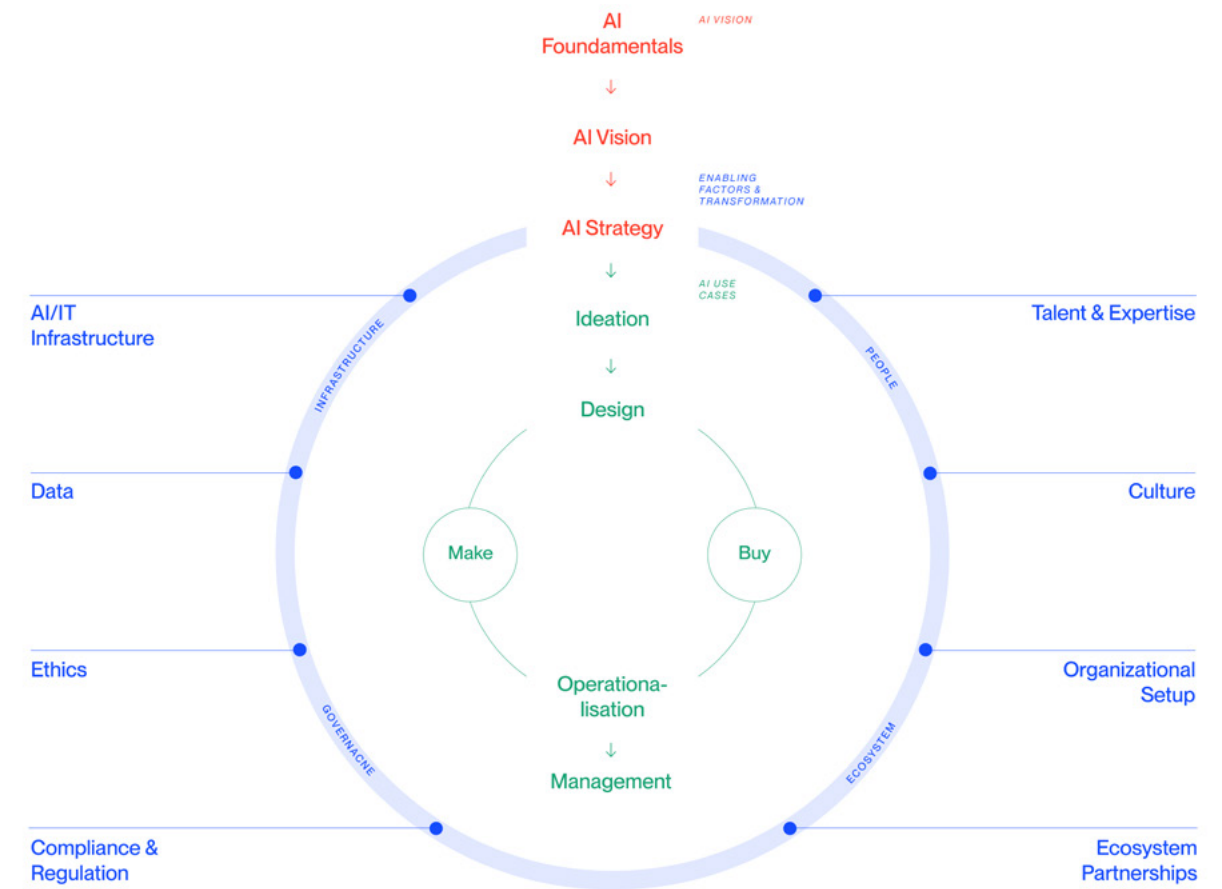 AI
Foundamentals
AI VISION
AI Vision
ENABLING
FACTORS &
TRANSFORMATION
AI Strategy
AI USE
CASES
AI/IT
Infrastructure
Ideation
Talent & Expertise
INFRASTRUCTURE
PEOPLE
Design
Data
Culture
Make
Buy
Ethics
Organizational
Setup
Operationa-
lisation
GOVERNACNE
ECOSYSTEM
Management
Compliance &
Regulation
Ecosystem
Partnerships